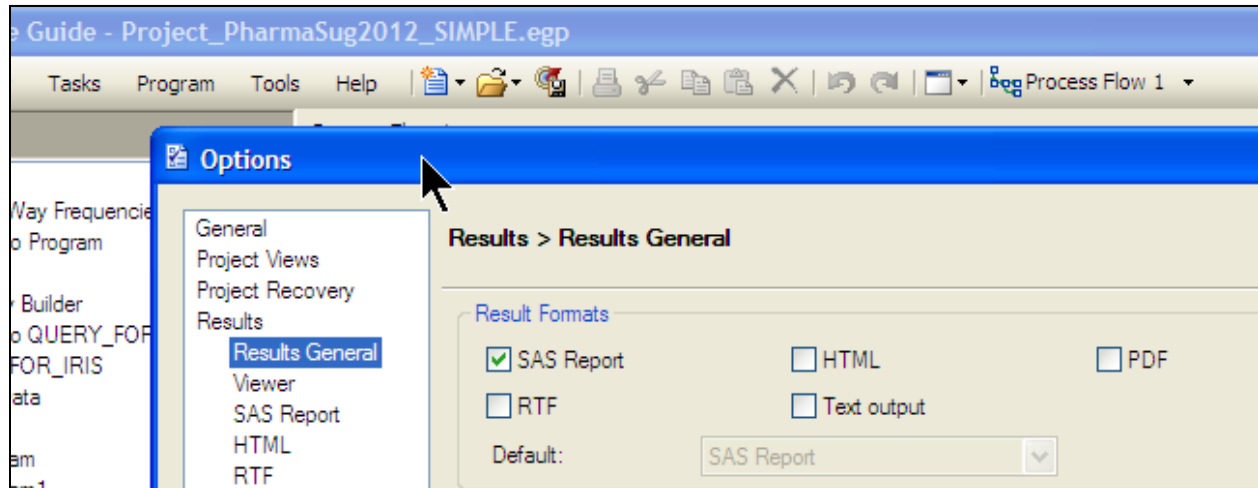 Guide - Project_PharmaSug2012_SIMPLE.egp
Tasks Program Tools Help Process Flow 1
Options
Way Frequencie
o Program
Builder
o QUERY_FOR
FOR_IRIS
ata
am
General
Project Views
Project Recovery
Results
Results General
Viewer
SAS Report
HTML
RTF
Results > Results General
Result Formats
SAS Report HTML PDF
RTF Text output
Default: SAS Report